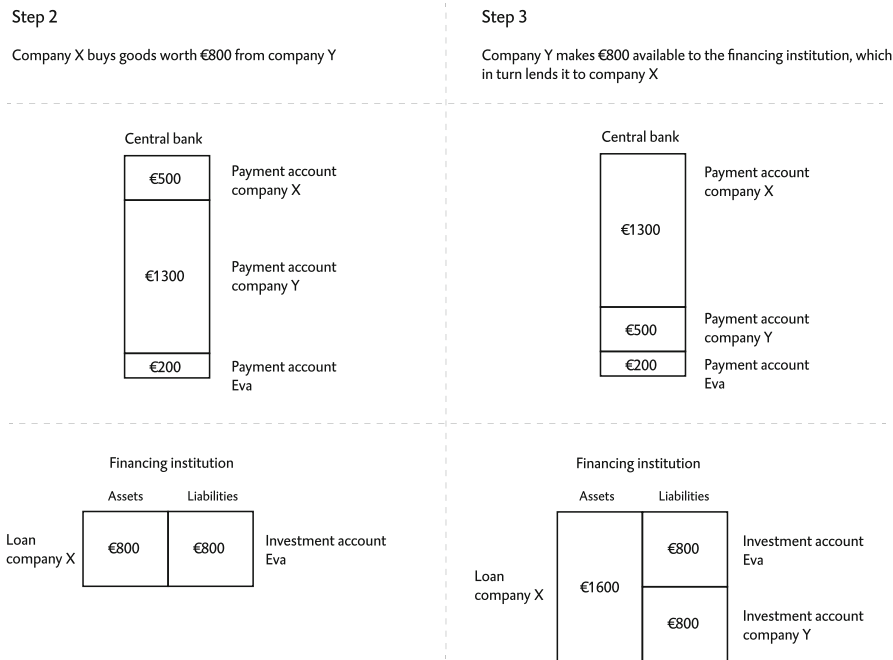 Step 2
Company X buys goods worth €800 from company Y
Central bank
€500
Payment account
company X
€1300
Payment account
company Y
€200
Payment account
Eva
Financing institution
Assets
Liabilities
Loan
company X
€800
€800
Investment account
Eva
Step 3
Company Y makes €800 available to the financing institution, which
in turn lends it to company X
Central bank
€1300
Payment account
company X
€500
Payment account
company Y
€200
Payment account
Eva
Financing institution
Assets
Liabilities
Loan
company X
€1600
€800
Investment account
Eva
€800
Investment account
company Y